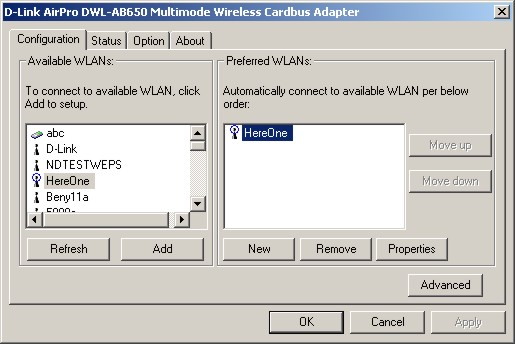 D-Link AirPro DWL-AB650 Multimode Wireless Cardbus Adapter
Configuration Status Option About
Available WLANs:
To connect to available WLAN, click
Add to setup.
abc
D-Link
NDTESTWEPS
HereOne
Beny11a
Refresh Add
Preferred WLANs:
Automatically connect to available WLAN per below
order:
HereOne
Move up
Move down
New Remove Properties
Advanced
OK Cancel Apply